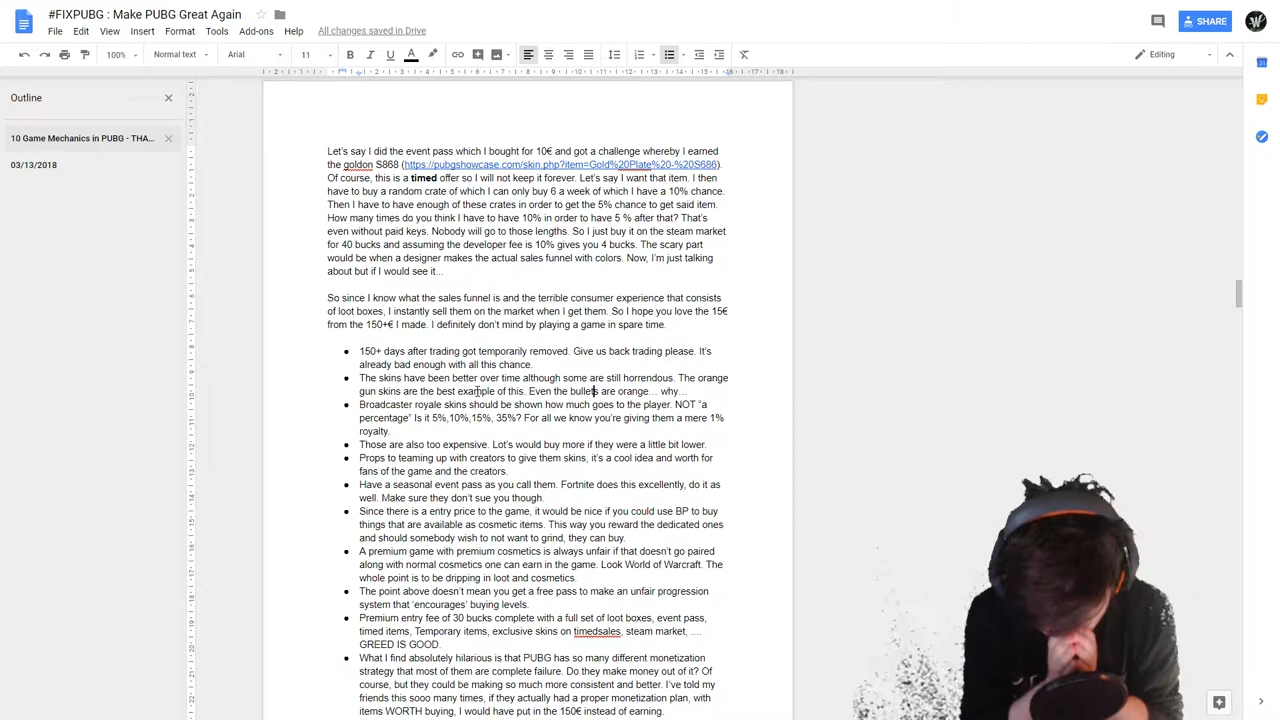 #FIXPUBG : Make PUBG Great Again
File Edit View Insert Format Tools Add-ons Help All changes saved in Drive
SHARE
100% Normal text Arial 11 Editing
Outline
10 Game Mechanics in PUBG - THA...
03/13/2018
Let's say I did the event pass which I bought for 10€ and got a challenge whereby I earned
the goldon S868 (https://pubgshowcase.com/skin.php?item=Gold%20Plate%20-%20S686).
Of course, this is a timed offer so I will not keep it forever. Let's say I want that item. I then
have to buy a random crate of which I can only buy 6 a week of which I have a 10% chance.
Then I have to have enough of these crates in order to get the 5% chance to get said item.
How many times do you think I have to have 10% in order to have 5 % after that? That's
even without paid keys. Nobody will go to those lengths. So I just buy it on the steam market
for 40 bucks and assuming the developer fee is 10% gives you 4 bucks. The scary part
would be when a designer makes the actual sales funnel with colors. Now, I'm just talking
about but if I would see it...
So since I know what the sales funnel is and the terrible consumer experience that consists
of loot boxes, I instantly sell them on the market when I get them. So I hope you love the 15€
from the 150+€ I made. I definitely don't mind by playing a game in spare time.
● 150+ days after trading got temporarily removed. Give us back trading please. It's
already bad enough with all this chance.
● The skins have been better over time although some are still horrendous. The orange
gun skins are the best example of this. Even the bullets are orange... why...
● Broadcaster royale skins should be shown how much goes to the player. NOT "a
percentage" Is it 5%,10%,15%, 35%? For all we know you're giving them a mere 1%
royalty.
● Those are also too expensive. Lot's would buy more if they were a little bit lower.
● Props to teaming up with creators to give them skins, it's a cool idea and worth for
fans of the game and the creators.
● Have a seasonal event pass as you call them. Fortnite does this excellently, do it as
well. Make sure they don't sue you though.
● Since there is a entry price to the game, it would be nice if you could use BP to buy
things that are available as cosmetic items. This way you reward the dedicated ones
and should somebody wish to not want to grind, they can buy.
● A premium game with premium cosmetics is always unfair if that doesn't go paired
along with normal cosmetics one can earn in the game. Look World of Warcraft. The
whole point is to be dripping in loot and cosmetics.
● The point above doesn't mean you get a free pass to make an unfair progression
system that 'encourages' buying levels.
● Premium entry fee of 30 bucks complete with a full set of loot boxes, event pass,
timed items, Temporary items, exclusive skins on timedsales, steam market, ....
GREED IS GOOD.
● What I find absolutely hilarious is that PUBG has so many different monetization
strategy that most of them are complete failure. Do they make money out of it? Of
course, but they could be making so much more consistent and better. I've told my
friends this sooo many times, if they actually had a proper monetization plan, with
items WORTH buying, I would have put in the 150€ instead of earning.